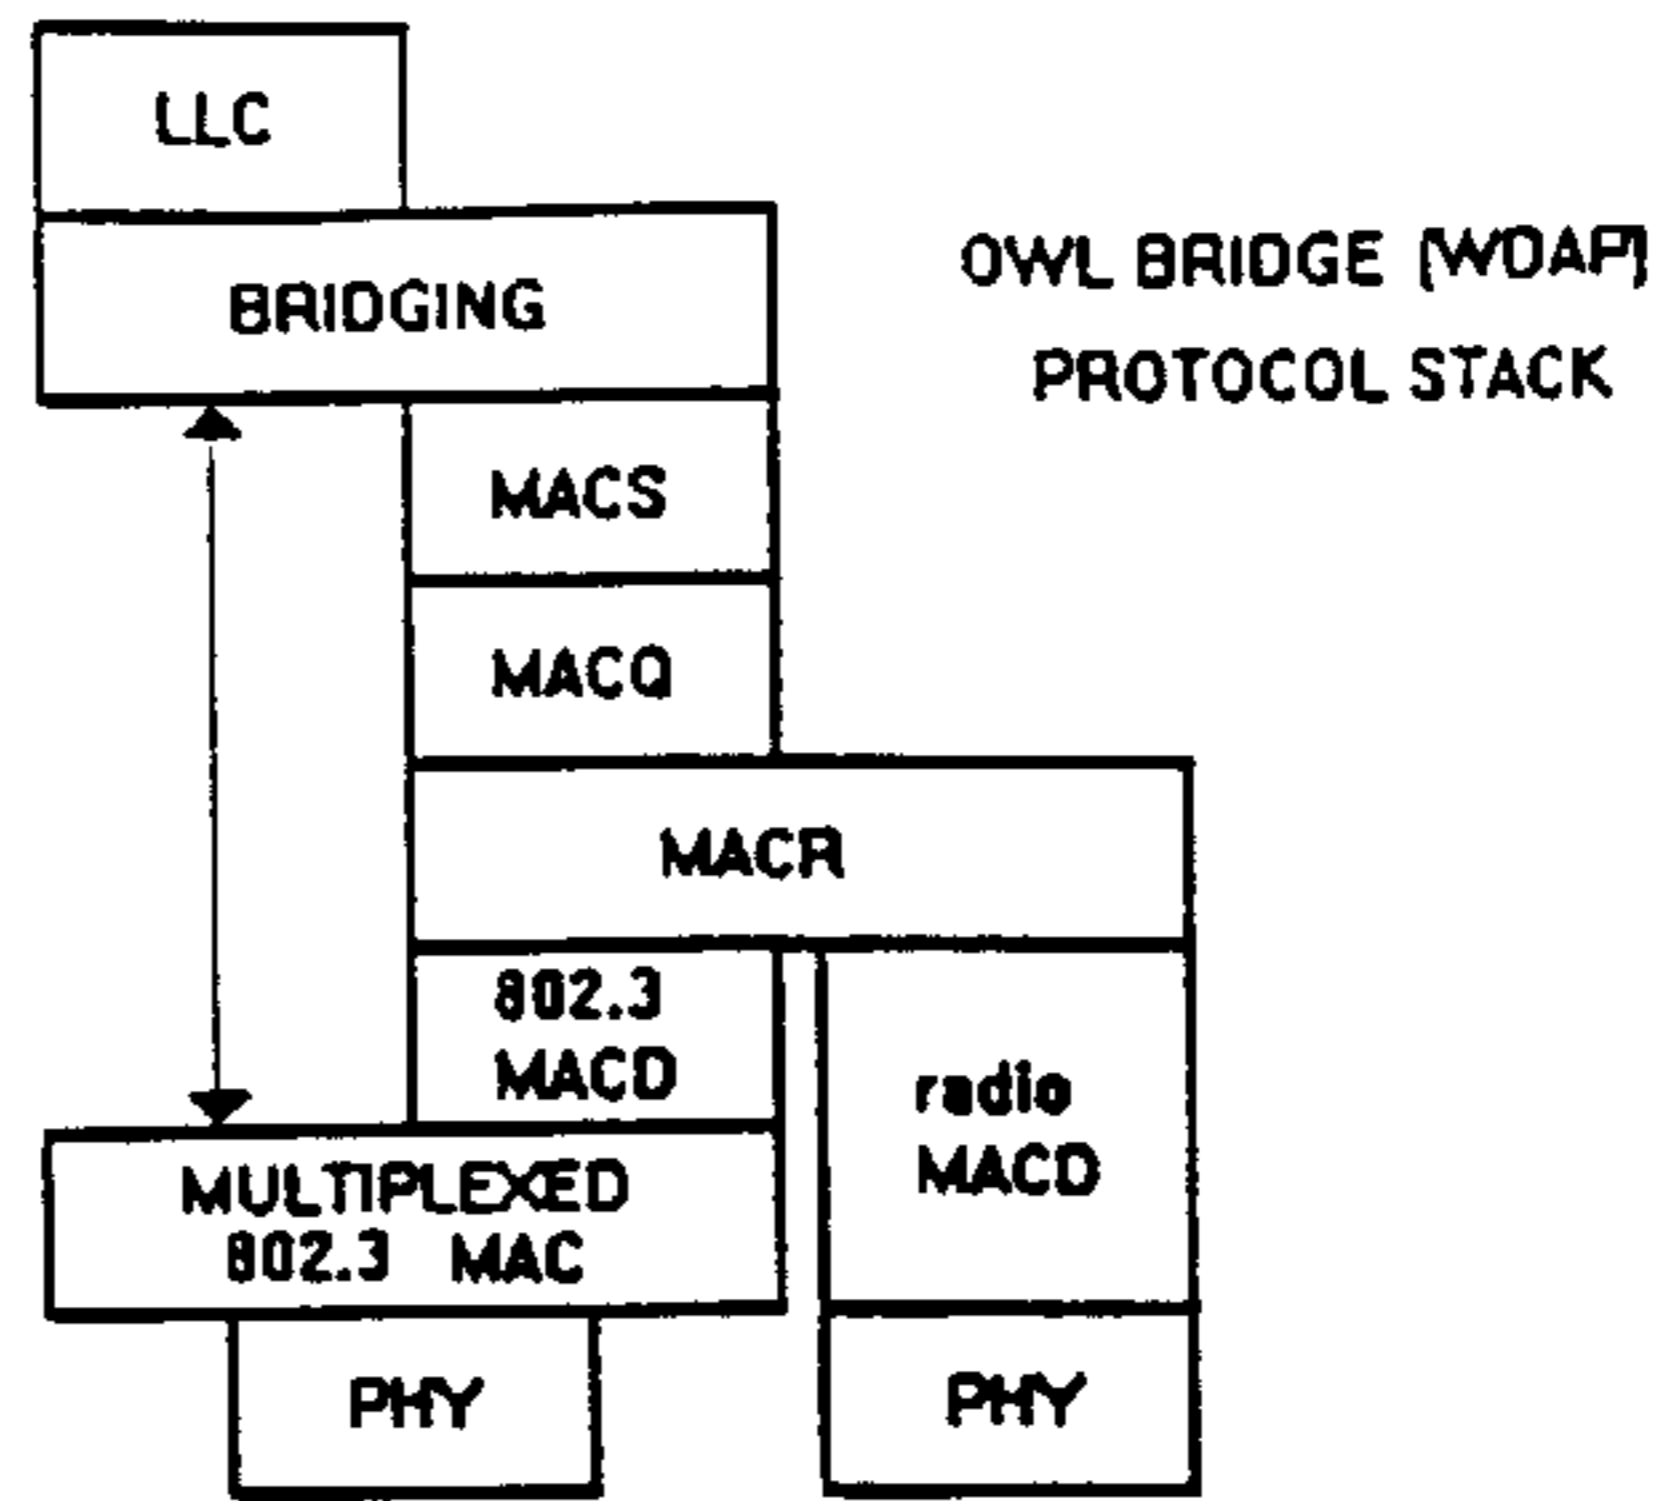 LLC
BRIDGING
OWL BRIDGE (WDAP)
PROTOCOL STACK
MACS
MACQ
MACR
802.3
MACD
radio
MACD
MULTIPLEXED
802.3 MAC
PHY
PHY